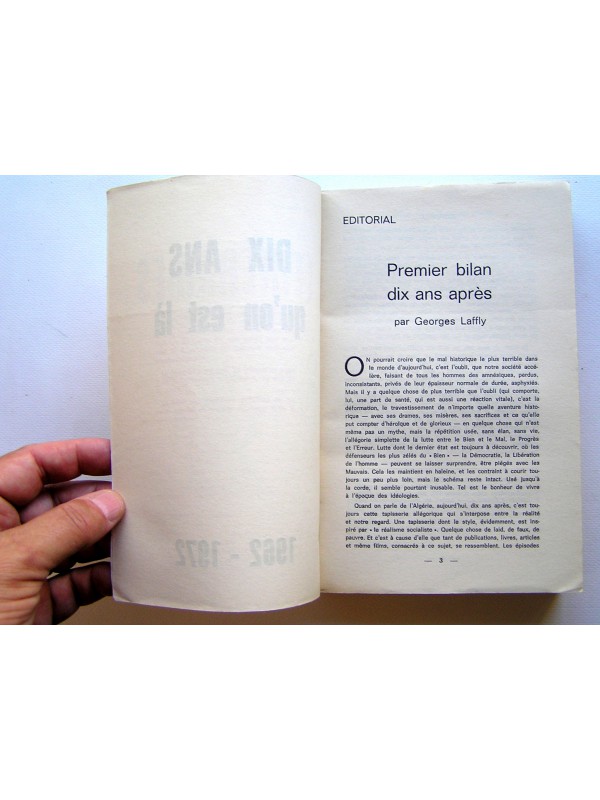 DIX ANS
qu'on est là
1962 - 1972
EDITORIAL
Premier bilan
dix ans après
par Georges Laffly
ON pourrait croire que le mal historique le plus terrible dans
le monde d'aujourd'hui, c'est l'oubli, que notre société accé-
lère, faisant de tous les hommes des amnésiques, perdus,
inconsistants, privés de leur épaisseur normale de durée, asphyxiés.
Mais il y a quelque chose de plus terrible que l'oubli (qui comporte,
lui, une part de santé, qui est aussi une réaction vitale), c'est la
déformation, le travestissement de n'importe quelle aventure histo-
rique — avec ses drames, ses misères, ses sacrifices et ce qu'elle
put compter d'héroïque et de glorieux — en quelque chose qui n'est
même pas un mythe, mais la répétition usée, sans élan, sans vie,
l'allégorie simplette de la lutte entre le Bien et le Mal, le Progrès
et l'Erreur. Lutte dont le dernier état est toujours à découvrir, où les
défenseurs les plus zélés du « Bien » — la Démocratie, la Libération
de l'homme — peuvent se laisser surprendre, être piégés avec les
Mauvais. Cela les maintient en haleine, et les contraint à courir
toujours un peu plus loin, mais le schéma reste intact. Usé jusqu'à
la corde, il semble pourtant inusable. Tel est le bonheur de vivre
à l'époque des idéologies.
Quand on parle de l'Algérie, aujourd'hui, dix ans après, c'est tou-
jours cette tapisserie allégorique qui s'interpose entre la réalité
et notre regard. Une tapisserie dont le style, évidemment, est ins-
piré par « le réalisme socialiste ». Quelque chose de laid, de faux, de
pauvre. Et c'est à cause d'elle que tant de publications, livres, articles
et même films, consacrés à ce sujet, se ressemblent. Les épisodes
— 3 —